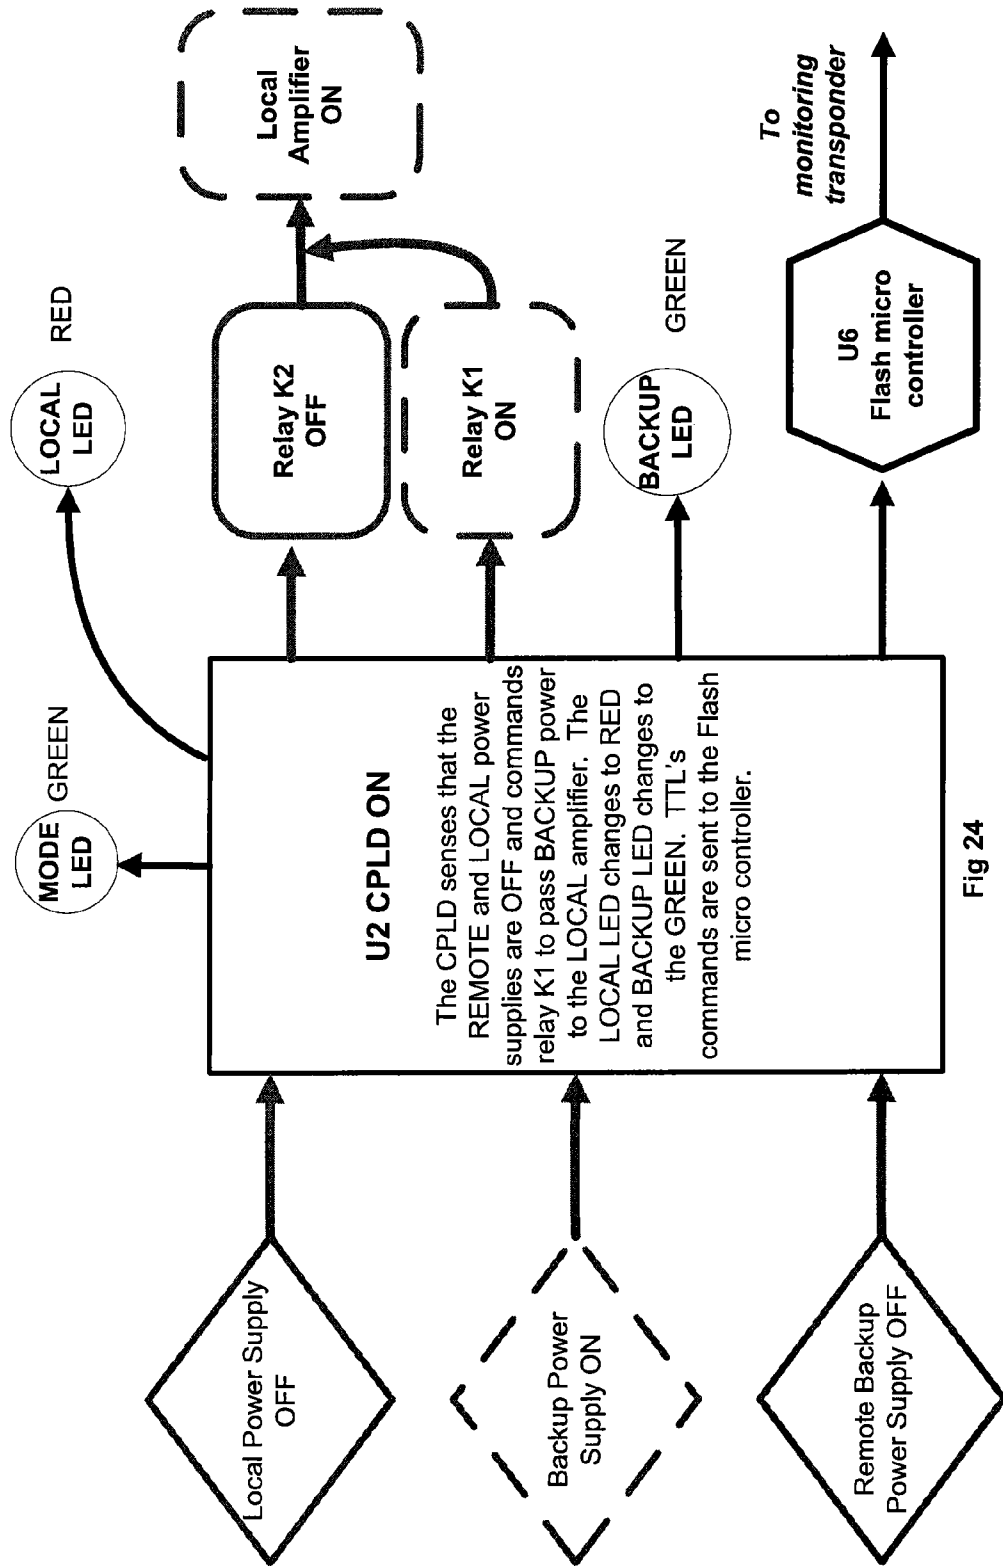 Local Power Supply
OFF
Backup Power
Supply ON
Remote Backup
Power Supply OFF
MODE
LED
GREEN
LOCAL
LED
RED
U2 CPLD ON
The CPLD senses that the
REMOTE and LOCAL power
supplies are OFF and commands
relay K1 to pass BACKUP power
to the LOCAL amplifier. The
LOCAL LED changes to RED
and BACKUP LED changes to
the GREEN. TTL's
commands are sent to the Flash
micro controller.
Relay K2
OFF
Relay K1
ON
Local
Amplifier
ON
BACKUP
LED
GREEN
U6
Flash micro
controller
To
monitoring
transponder
Fig 24